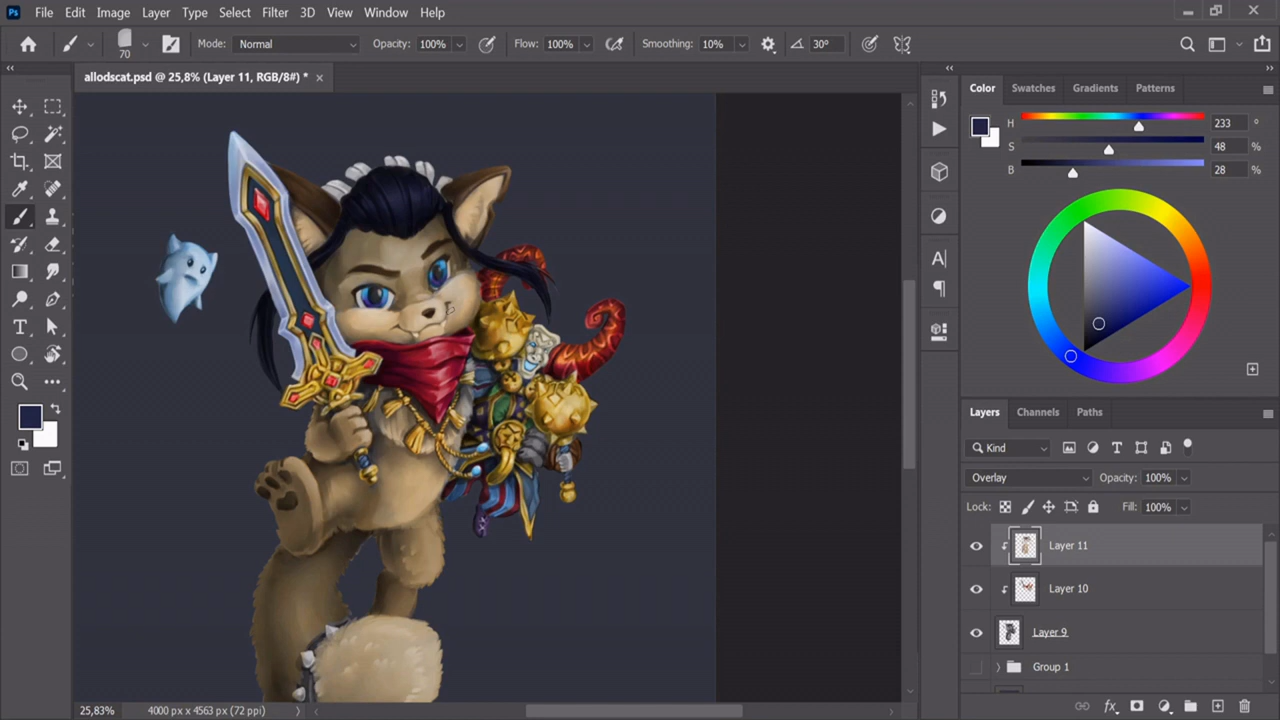 Ps File Edit Image Layer Type Select Filter 3D View Window Help
70 Mode: Normal Opacity: 100% Flow: 100% Smoothing: 10% 30°
allodscat.psd @ 25,8% (Layer 11, RGB/8#) * ×
Color Swatches Gradients Patterns
H 233 °
S 48 %
B 28 %
Layers Channels Paths
Kind
Overlay Opacity: 100%
Lock: Fill: 100%
Layer 11
Layer 10
Layer 9
Group 1
fx
25,83% 4000 px x 4563 px (72 ppi)